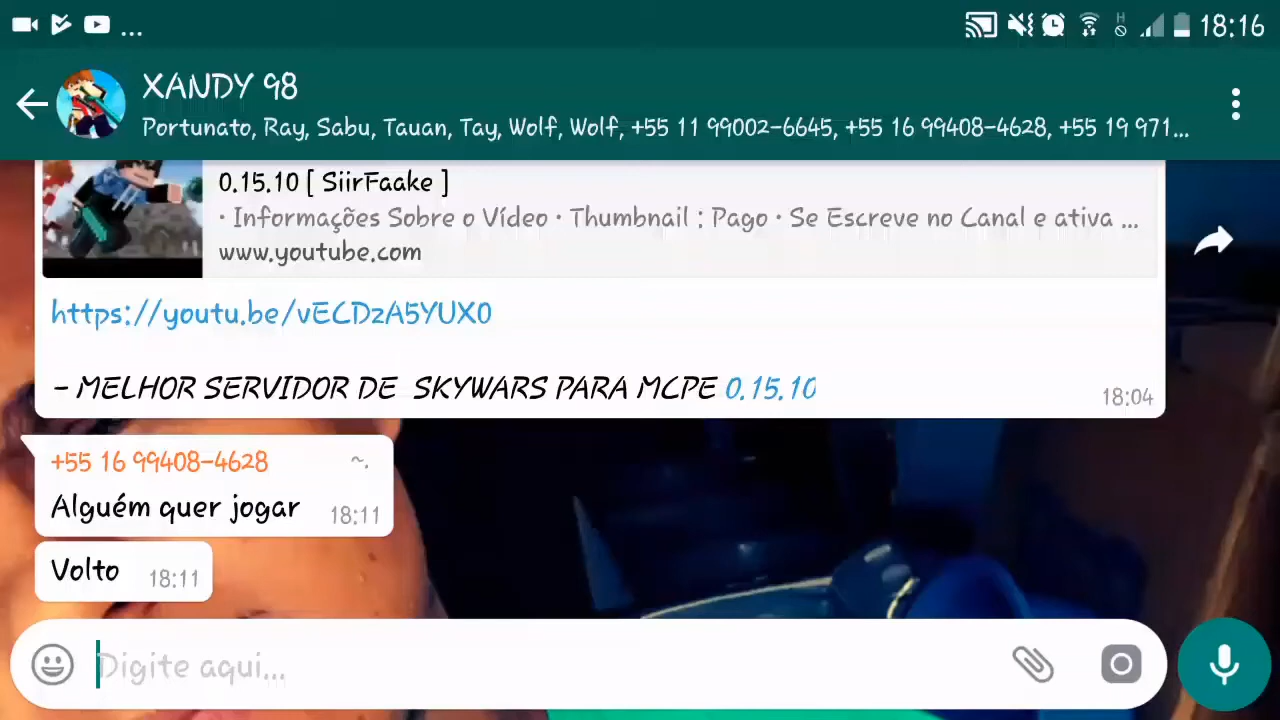 ... 18:16
XANDY 98
Portunato, Ray, Sabu, Tauan, Tay, Wolf, Wolf, +55 11 99002-6645, +55 16 99408-4628, +55 19 971...
0.15.10 [ SiirFaake ]
• Informações Sobre o Vídeo • Thumbnail : Pago • Se Escreve no Canal e ativa ...
www.youtube.com
https://youtu.be/vECDzA5YUX0
- MELHOR SERVIDOR DE SKYWARS PARA MCPE 0.15.10
18:04
+55 16 99408-4628 ~.
Alguém quer jogar 18:11
Volto 18:11
Digite aqui...